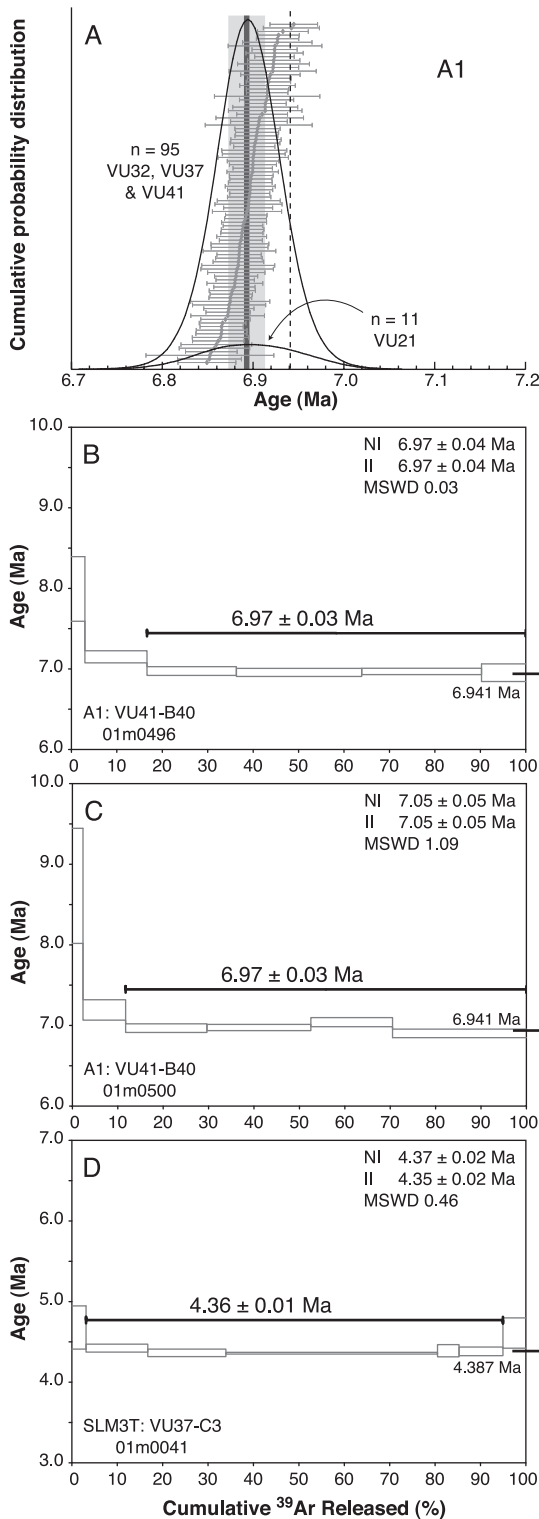 A
A1
Cumulative probability distribution
n = 95
VU32, VU37
& VU41
n = 11
VU21
6.7 6.8 6.9 7.0 7.1 7.2
Age (Ma)
B
NI 6.97 ± 0.04 Ma
II 6.97 ± 0.04 Ma
MSWD 0.03
10.0
9.0
8.0
7.0
6.0
Age (Ma)
6.97 ± 0.03 Ma
6.941 Ma
A1: VU41-B40
01m0496
0 10 20 30 40 50 60 70 80 90 100
C
NI 7.05 ± 0.05 Ma
II 7.05 ± 0.05 Ma
MSWD 1.09
10.0
9.0
8.0
7.0
6.0
Age (Ma)
6.97 ± 0.03 Ma
6.941 Ma
A1: VU41-B40
01m0500
0 10 20 30 40 50 60 70 80 90 100
D
NI 4.37 ± 0.02 Ma
II 4.35 ± 0.02 Ma
MSWD 0.46
7.0
6.0
5.0
4.0
3.0
Age (Ma)
4.36 ± 0.01 Ma
4.387 Ma
SLM3T: VU37-C3
01m0041
0 10 20 30 40 50 60 70 80 90 100
Cumulative ³⁹Ar Released (%)